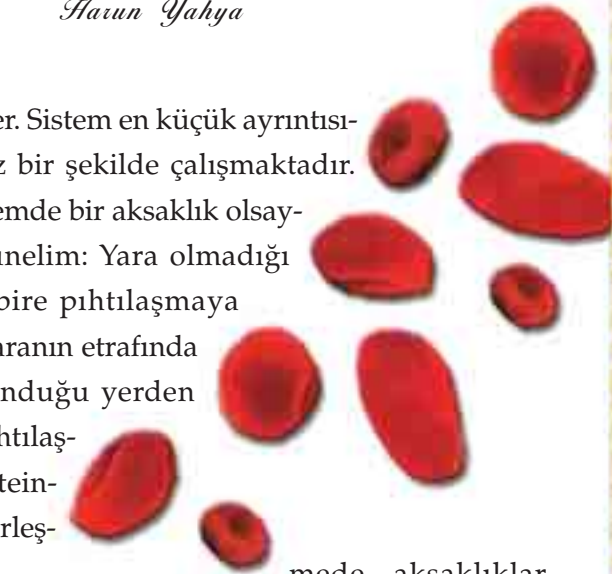 Harun Yahya
er. Sistem en küçük ayrıntısı-
z bir şekilde çalışmaktadır.
emde bir aksaklık olsay-
ünelim: Yara olmadığı
bire pıhtılaşmaya
aranın etrafında
unduğu yerden
htılaş-
tein-
rleş-
mede aksaklıklar